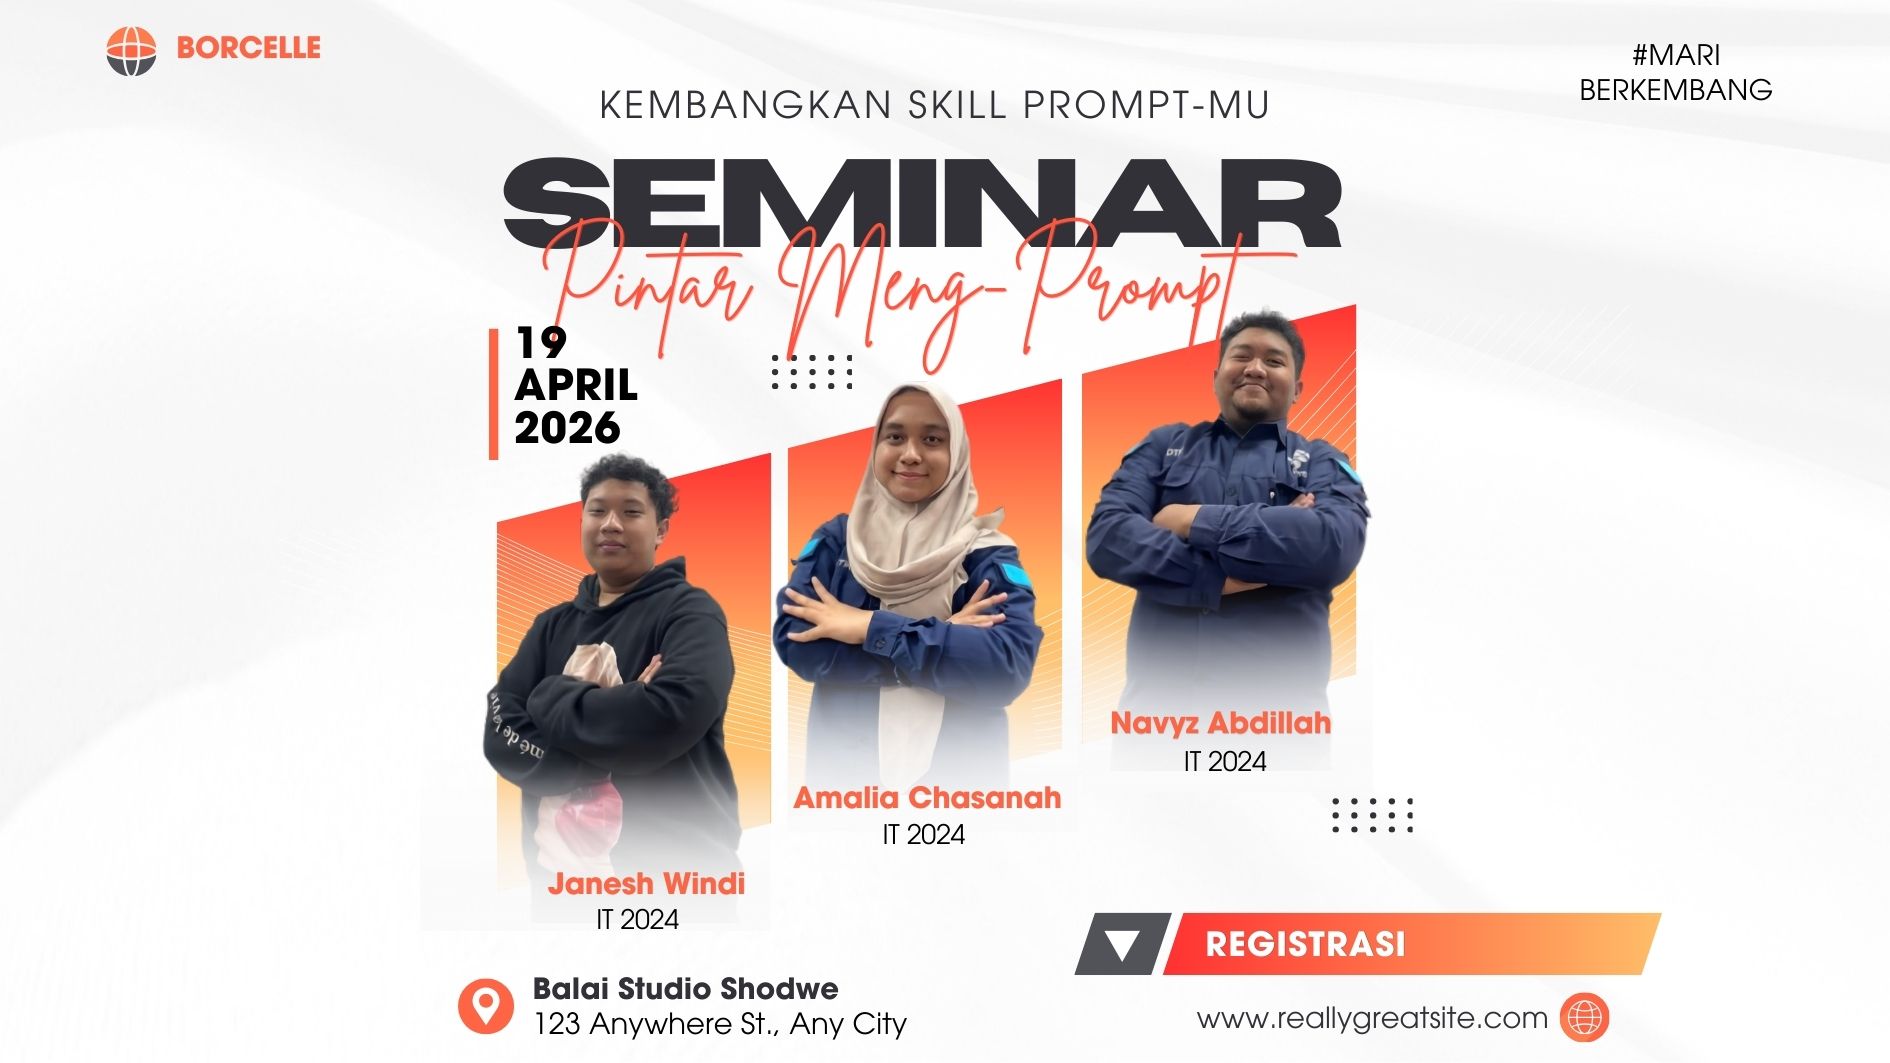 BORCELLE
#MARI
BERKEMBANG
KEMBANGKAN SKILL PROMPT-MU
SEMINAR
Pintar Meng-Prompt
19
APRIL
2026
Navyz Abdillah
IT 2024
Amalia Chasanah
IT 2024
Janesh Windi
IT 2024
REGISTRASI
Balai Studio Shodwe
123 Anywhere St., Any City
www.reallygreatsite.com